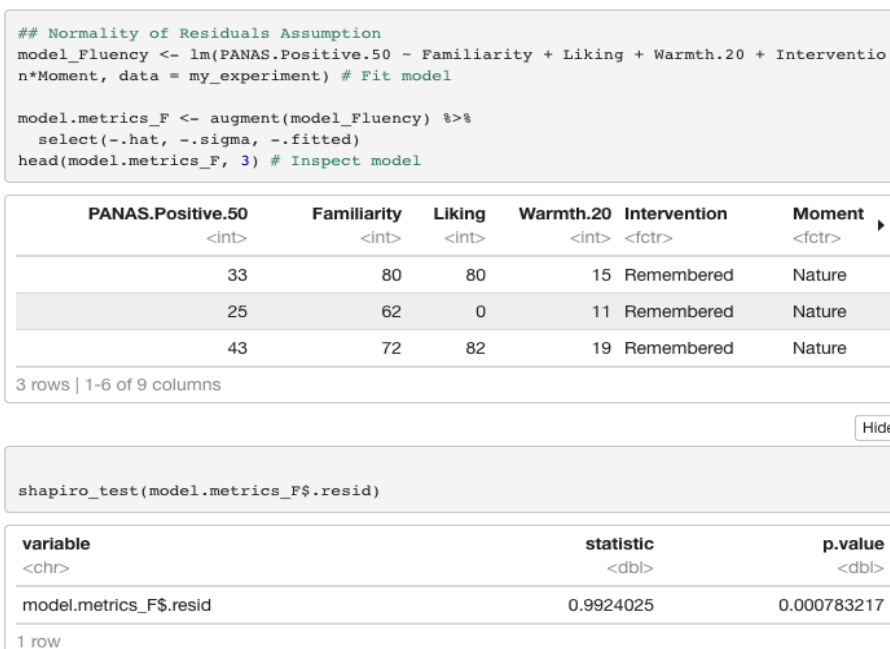 ## Normality of Residuals Assumption
model_Fluency <- lm(PANAS.Positive.50 ~ Familiarity + Liking + Warmth.20 + Interventio
n*Moment, data = my_experiment) # Fit model
model.metrics_F <- augment(model_Fluency) %>%
select(-.hat, -.sigma, -.fitted)
head(model.metrics_F, 3) # Inspect model
PANAS.Positive.50 Familiarity Liking Warmth.20 Intervention Moment
<int> <int> <int> <int> <fctr> <fctr>
33 80 80 15 Remembered Nature
25 62 0 11 Remembered Nature
43 72 82 19 Remembered Nature
3 rows | 1-6 of 9 columns
Hide
shapiro_test(model.metrics_F$.resid)
variable statistic p.value
<chr> <dbl> <dbl>
model.metrics_F$.resid 0.9924025 0.000783217
1 row